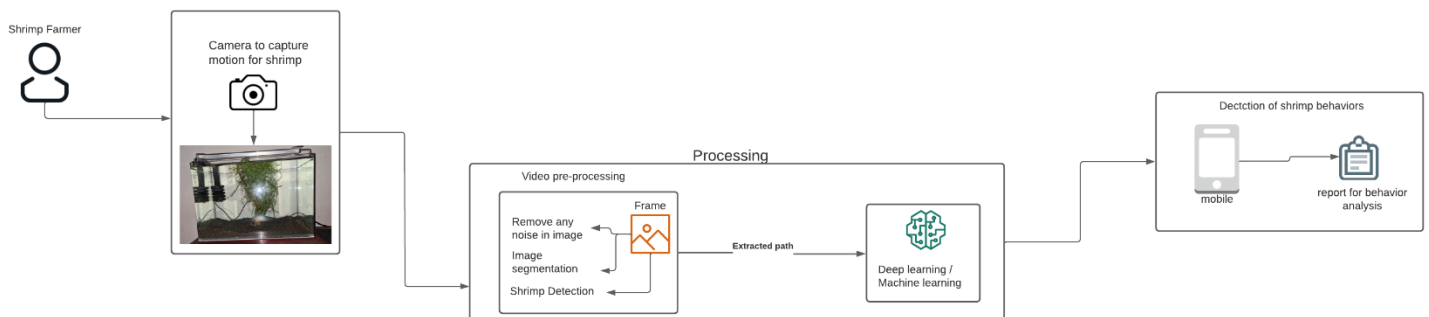 Shrimp Farmer
Camera to capture
motion for shrimp
Processing
Video pre-processing
Frame
Remove any
noise in image
Image
segmentation
Shrimp Detection
Extracted path
Deep learning /
Machine learning
Dectction of shrimp behaviors
mobile
report for behavior
analysis